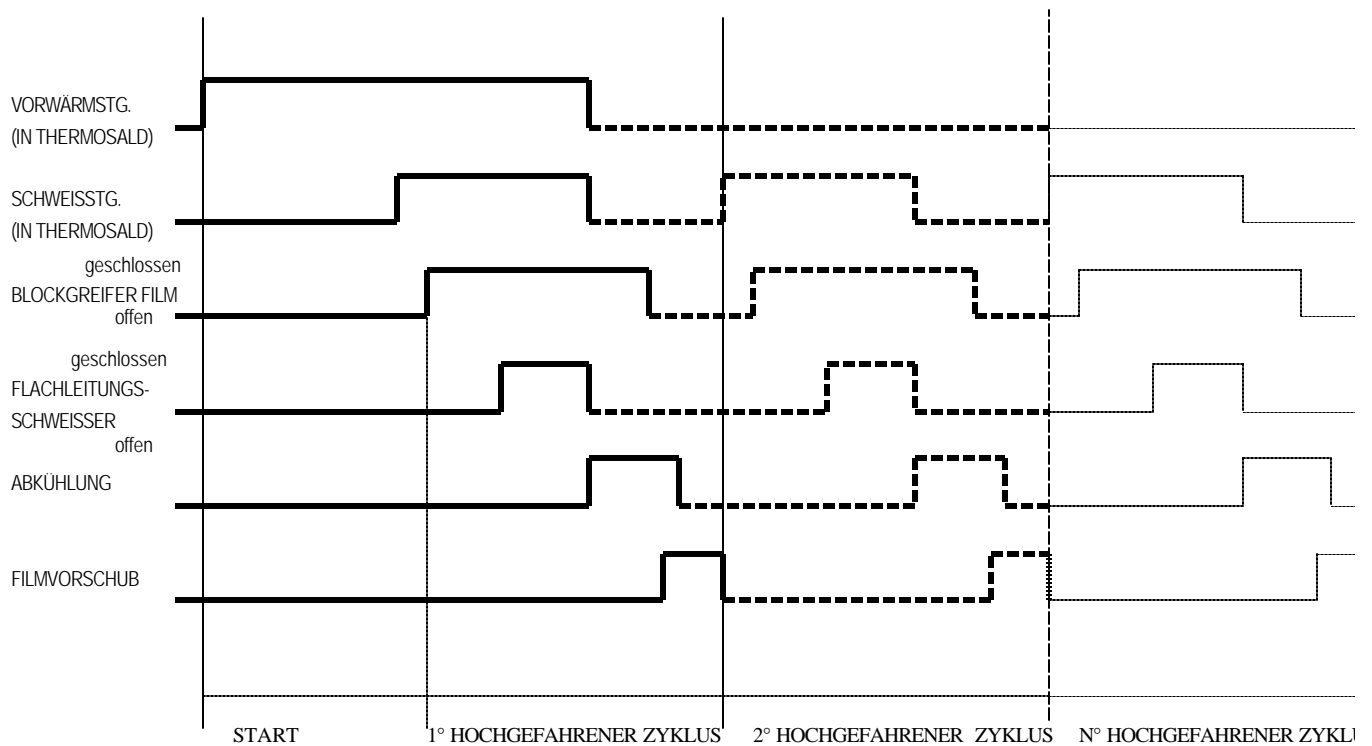 VORWÄRMSTG.
(IN THERMOSALD)
SCHWEISSTG.
(IN THERMOSALD)
geschlossen
BLOCKGREIFER FILM
offen
geschlossen
FLACHLEITUNGS-
SCHWEISSER
offen
ABKÜHLUNG
FILMVORSCHUB
START 1° HOCHGEFAHRENER ZYKLUS 2° HOCHGEFAHRENER ZYKLUS N° HOCHGEFAHRENER ZYKLU